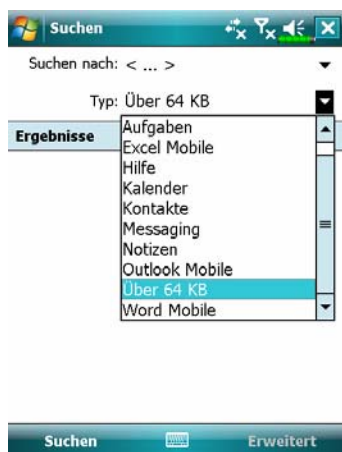 Suchen
Suchen nach: < ... >
Typ: Über 64 KB
Ergebnisse
Aufgaben
Excel Mobile
Hilfe
Kalender
Kontakte
Messaging
Notizen
Outlook Mobile
Über 64 KB
Word Mobile
Suchen
Erweitert